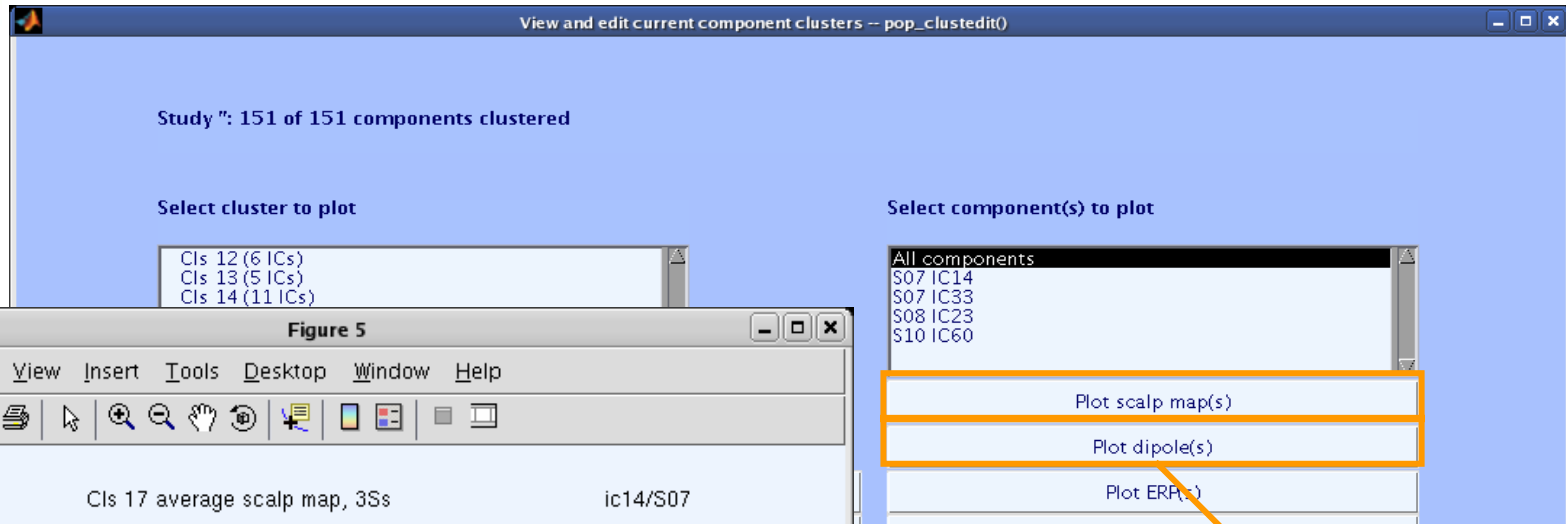 View and edit current component clusters -- pop_clustedit()
Study '': 151 of 151 components clustered
Select cluster to plot
Select component(s) to plot
Cls 12 (6 ICs)
Cls 13 (5 ICs)
Cls 14 (11 ICs)
All components
S07 IC14
S07 IC33
S08 IC23
S10 IC60
Figure 5
View Insert Tools Desktop Window Help
Plot scalp map(s)
Plot dipole(s)
Plot ERP(s)
Cls 17 average scalp map, 3Ss
ic14/S07